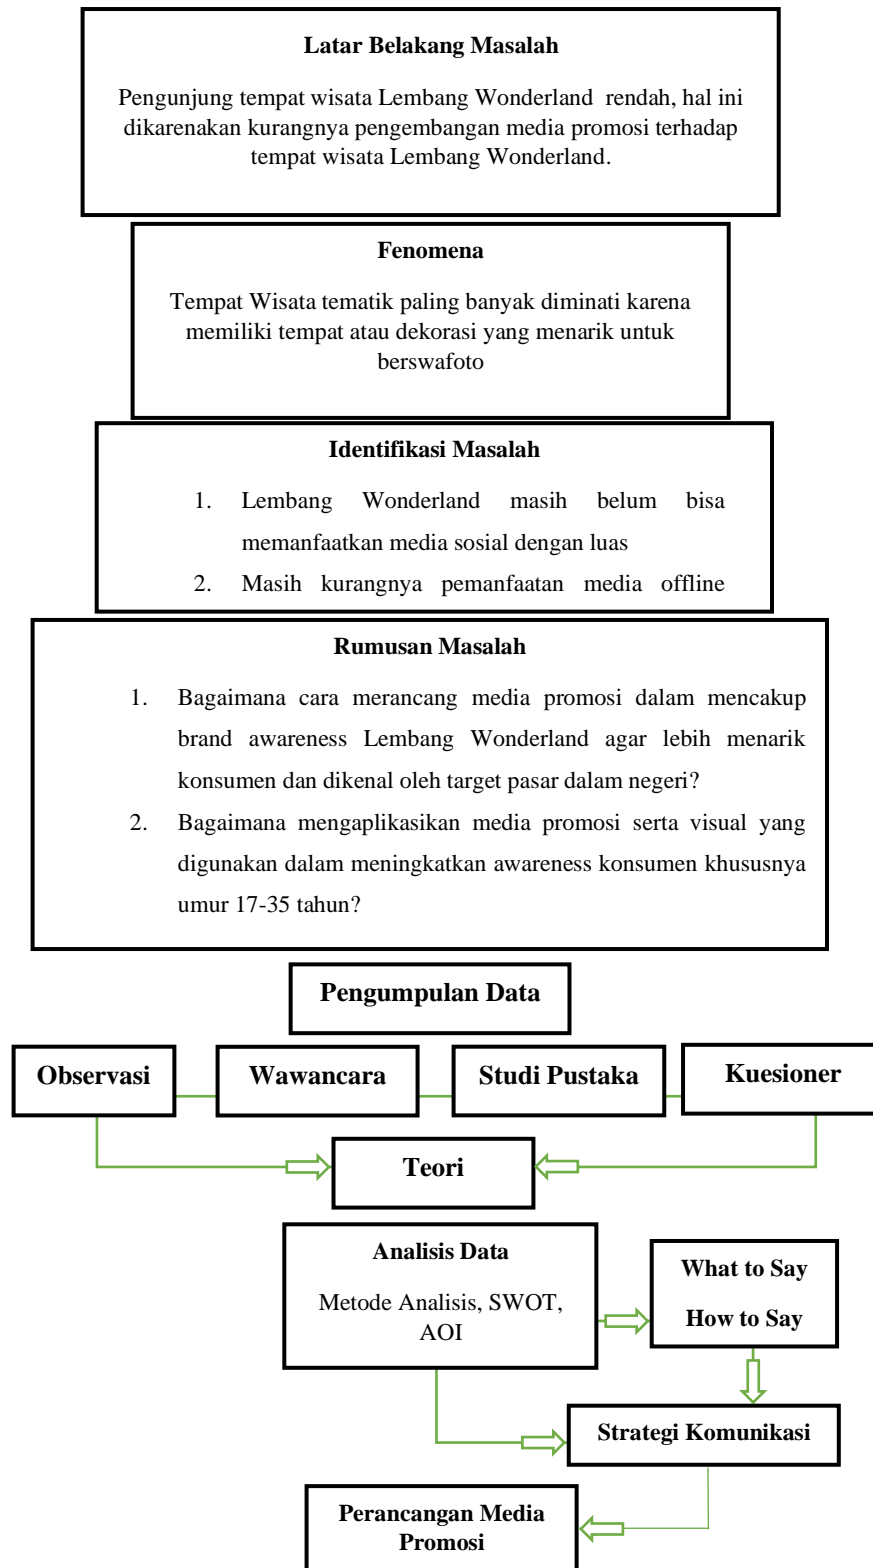 Latar Belakang Masalah
Pengunjung tempat wisata Lembang Wonderland rendah, hal ini
dikarenakan kurangnya pengembangan media promosi terhadap
tempat wisata Lembang Wonderland.
Fenomena
Tempat Wisata tematik paling banyak diminati karena
memiliki tempat atau dekorasi yang menarik untuk
berswafoto
Identifikasi Masalah
1. Lembang Wonderland masih belum bisa
memanfaatkan media sosial dengan luas
2. Masih kurangnya pemanfaatan media offline
Rumusan Masalah
1. Bagaimana cara merancang media promosi dalam mencakup
brand awareness Lembang Wonderland agar lebih menarik
konsumen dan dikenal oleh target pasar dalam negeri?
2. Bagaimana mengaplikasikan media promosi serta visual yang
digunakan dalam meningkatkan awareness konsumen khususnya
umur 17-35 tahun?
Pengumpulan Data
Observasi
Wawancara
Studi Pustaka
Kuesioner
Teori
Analisis Data
Metode Analisis, SWOT,
AOI
What to Say
How to Say
Strategi Komunikasi
Perancangan Media
Promosi